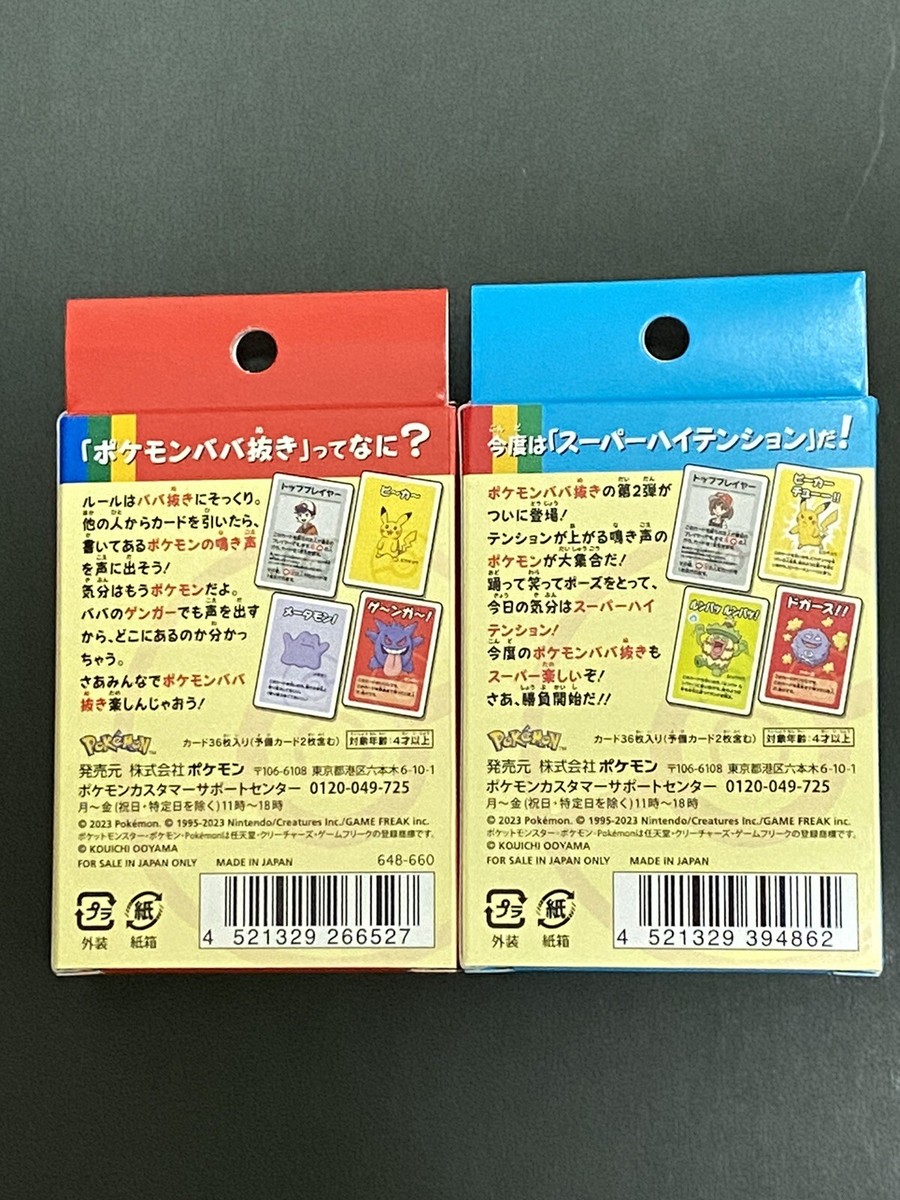 「ポケモンババ抜き」ってなに?
ルールはババ抜きにそっくり。
他の人からカードを引いたら、
書いてあるポケモンの鳴き声
を声に出そう!
気分はもうポケモンだよ。
ババのゲンガーでも声を出す
から、どこにあるのか分かっ
ちゃう。
さあみんなでポケモンババ
抜き楽しんじゃおう!
トッププレイヤー
ピ〜カ〜
メ〜タモン!
ゲ〜ンガ〜!
Pokémon
カード36枚入り(予備カード2枚含む)
対象年齢:4才以上
発売元 株式会社ポケモン 〒106-6108 東京都港区六本木6-10-1
ポケモンカスタマーサポートセンター 0120-049-725
月〜金(祝日・特定日を除く)11時〜18時
© 2023 Pokémon. © 1995-2023 Nintendo/Creatures Inc./GAME FREAK inc.
ポケットモンスター・ポケモン・Pokémonは任天堂・クリーチャーズ・ゲームフリークの登録商標です。
© KOUICHI OOYAMA
FOR SALE IN JAPAN ONLY MADE IN JAPAN 648-660
プラ
外装
紙
紙箱
4 521329 266527
今度は「スーパーハイテンション」だ!
ポケモンババ抜きの第2弾が
ついに登場!
テンションが上がる鳴き声の
ポケモンが大集合だ!
踊って笑ってポーズをとって、
今日の気分はスーパーハイ
テンション!
今度のポケモンババ抜きも
スーパー楽しいぞ!
さあ、勝負開始だ!!
トッププレイヤー
ピーカー
チュー!!
ルンパッ ルンパッ!
ドガース!!
Pokémon
カード36枚入り(予備カード2枚含む)
対象年齢:4才以上
発売元 株式会社ポケモン 〒106-6108 東京都港区六本木6-10-1
ポケモンカスタマーサポートセンター 0120-049-725
月〜金(祝日・特定日を除く)11時〜18時
© 2023 Pokémon. © 1995-2023 Nintendo/Creatures Inc./GAME FREAK inc.
ポケットモンスター・ポケモン・Pokémonは任天堂・クリーチャーズ・ゲームフリークの登録商標です。
© KOUICHI OOYAMA
FOR SALE IN JAPAN ONLY MADE IN JAPAN
プラ
外装
紙
紙箱
4 521329 394862